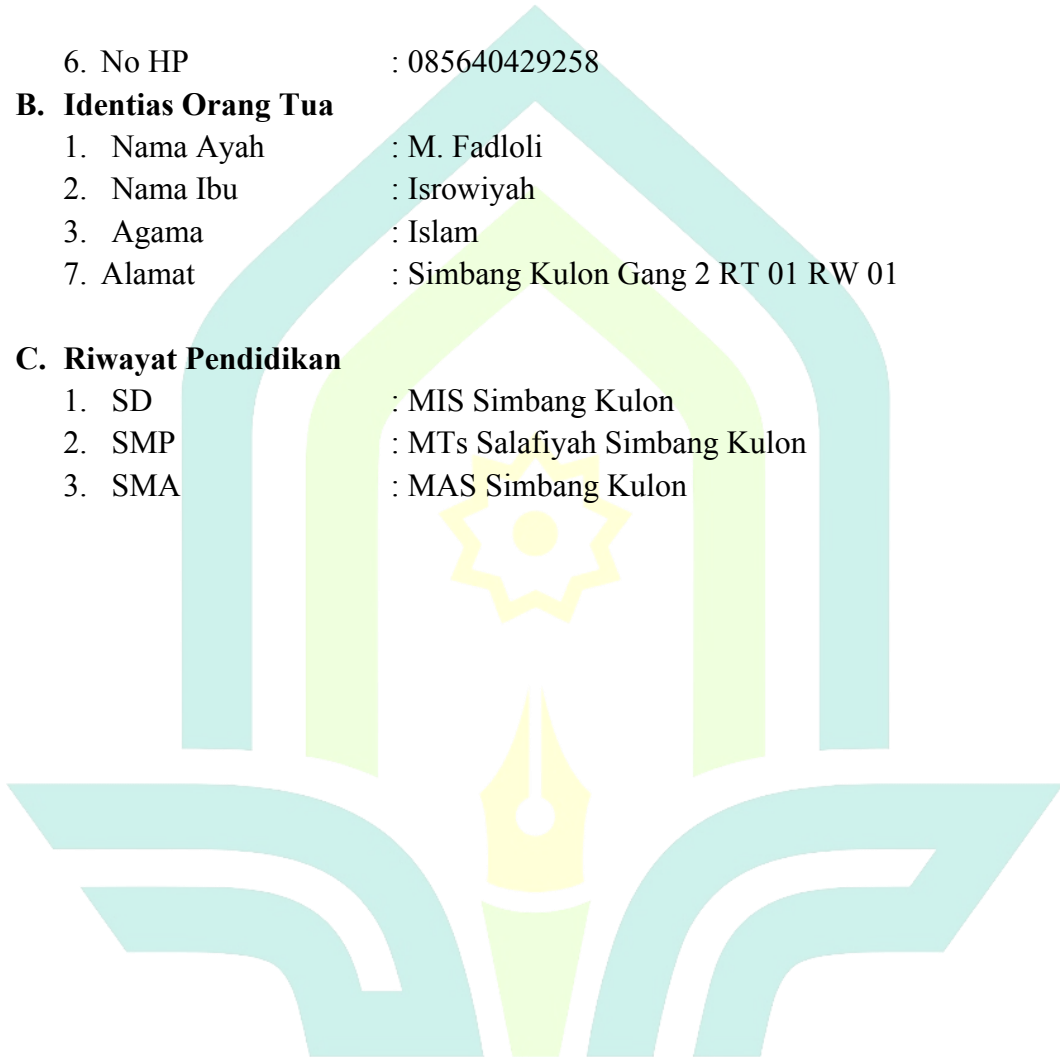 6. No HP : 085640429258
B. Identias Orang Tua
1. Nama Ayah : M. Fadloli
2. Nama Ibu : Isrowiyah
3. Agama : Islam
7. Alamat : Simbang Kulon Gang 2 RT 01 RW 01
C. Riwayat Pendidikan
1. SD : MIS Simbang Kulon
2. SMP : MTs Salafiyah Simbang Kulon
3. SMA : MAS Simbang Kulon